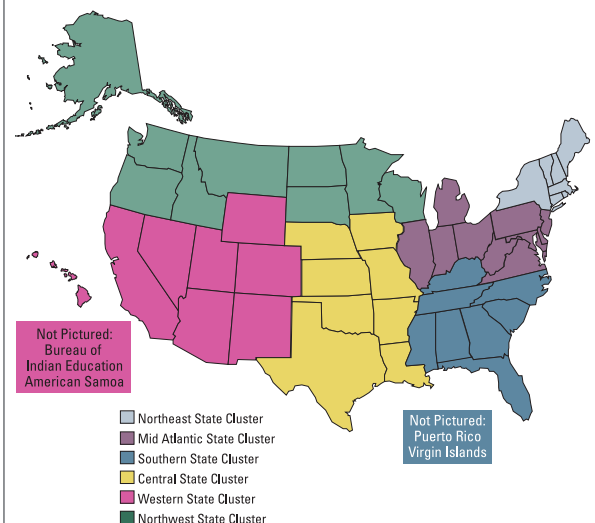 Not Pictured:
Bureau of
Indian Education
American Samoa
Northeast State Cluster
Mid Atlantic State Cluster
Southern State Cluster
Central State Cluster
Western State Cluster
Northwest State Cluster
Not Pictured:
Puerto Rico
Virgin Islands